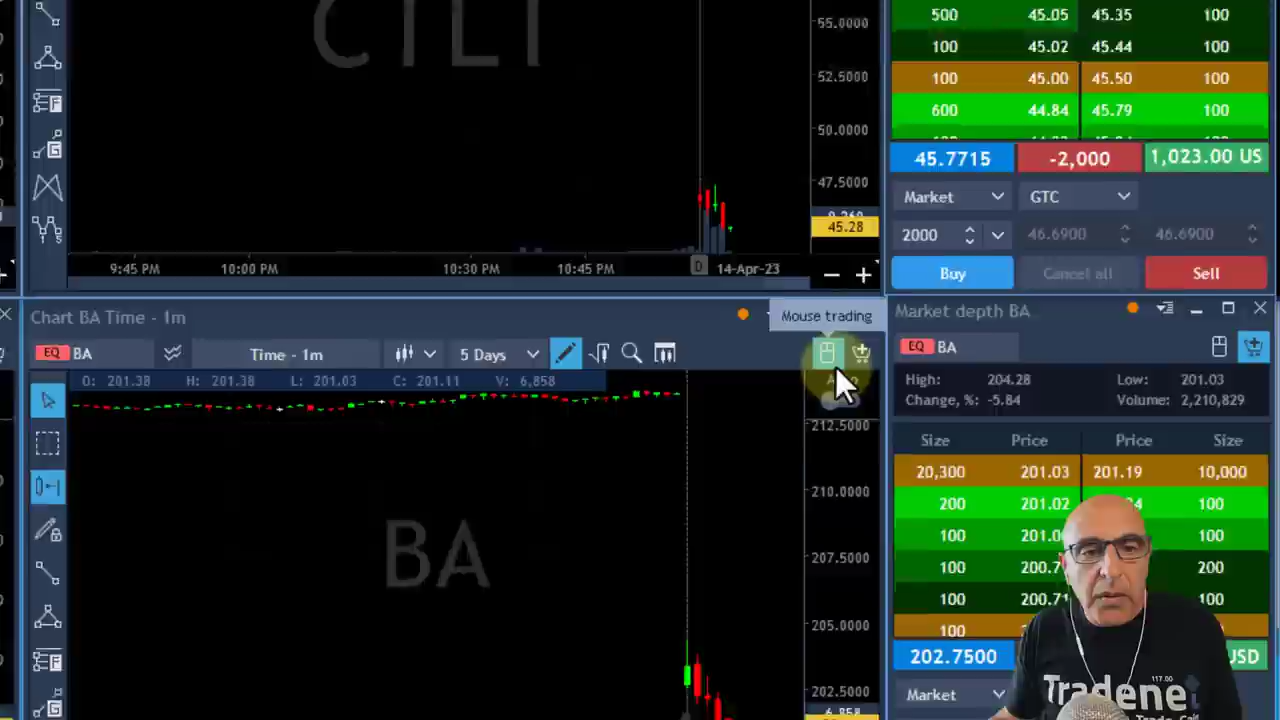 CTLT
55.0000
52.5000
50.0000
47.5000
45.28
9:45 PM
10:00 PM
10:30 PM
10:45 PM
D
14-Apr-23
500 45.05 45.35 100
100 45.02 45.44 100
100 45.00 45.50 100
600 44.84 45.79 100
45.7715
-2,000
1,023.00 US
Market
GTC
2000
46.6900
46.6900
Buy
Cancel all
Sell
Chart BA Time - 1m
Mouse trading
EQ BA
Time - 1m
5 Days
O: 201.38 H: 201.38 L: 201.03 C: 201.11 V: 6,858
BA
212.5000
210.0000
207.5000
205.0000
202.5000
6,858
Market depth BA
EQ BA
High: 204.28 Low: 201.03
Change, %: -5.84 Volume: 2,210,829
Size Price Price Size
20,300 201.03 201.19 10,000
200 201.02 100
100 100
100 200
100 200.71 100
100
202.7500
USD
Market
117.00
Tradenet